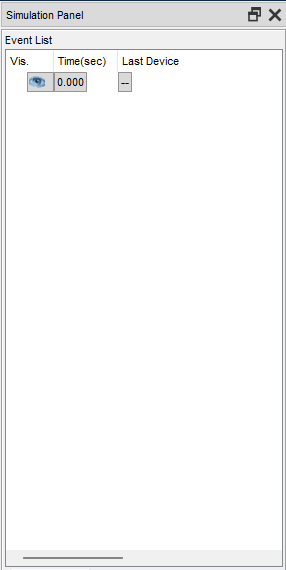 Simulation Panel
Event List
Vis. Time(sec) Last Device
0.000 --